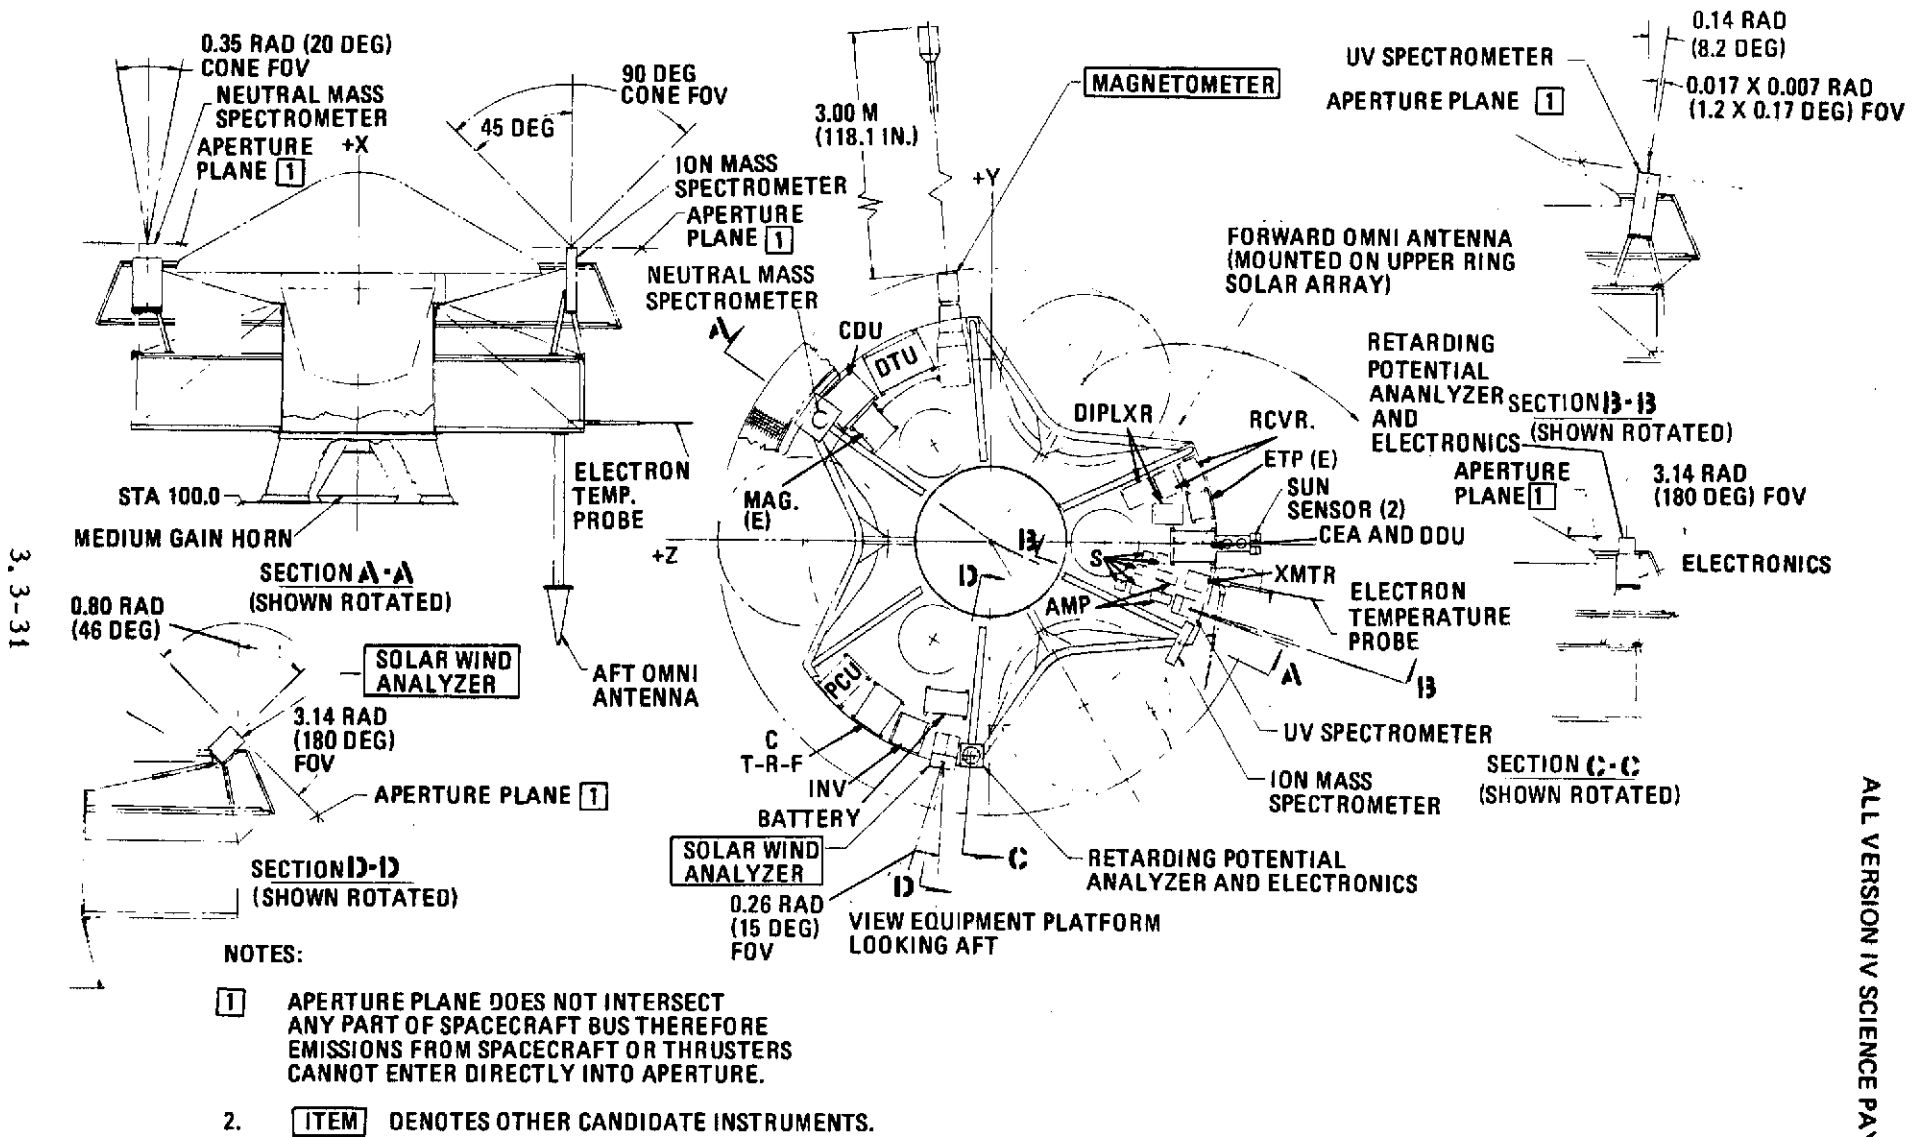 0.35 RAD (20 DEG)
CONE FOV
NEUTRAL MASS
SPECTROMETER
APERTURE
PLANE 1
+X
90 DEG
CONE FOV
45 DEG
ION MASS
SPECTROMETER
APERTURE
PLANE 1
STA 100.0
MEDIUM GAIN HORN
SECTION A-A
(SHOWN ROTATED)
ELECTRON
TEMP.
PROBE
AFT OMNI
ANTENNA
3.00 M
(118.1 IN.)
MAGNETOMETER
+Y
NEUTRAL MASS
SPECTROMETER
A
CDU
DTU
C
MAG.
(E)
+Z
FORWARD OMNI ANTENNA
(MOUNTED ON UPPER RING
SOLAR ARRAY)
DIPLXR
RCVR.
ETP (E)
SUN
SENSOR (2)
CEA AND DDU
B
D
S
XMTR
AMP
ELECTRON
TEMPERATURE
PROBE
A
B
UV SPECTROMETER
ION MASS
SPECTROMETER
PCU
C
T-R-F
INV
BATTERY
SOLAR WIND
ANALYZER
D
C
0.26 RAD
(15 DEG)
FOV
RETARDING POTENTIAL
ANALYZER AND ELECTRONICS
VIEW EQUIPMENT PLATFORM
LOOKING AFT
UV SPECTROMETER
APERTURE PLANE 1
0.14 RAD
(8.2 DEG)
0.017 X 0.007 RAD
(1.2 X 0.17 DEG) FOV
SECTION B-B
(SHOWN ROTATED)
RETARDING
POTENTIAL
ANANLYZER
AND
ELECTRONICS
APERTURE
PLANE 1
3.14 RAD
(180 DEG) FOV
ELECTRONICS
SECTION C-C
(SHOWN ROTATED)
0.80 RAD
(46 DEG)
SOLAR WIND
ANALYZER
3.14 RAD
(180 DEG)
FOV
APERTURE PLANE 1
SECTION D-D
(SHOWN ROTATED)
NOTES:
1 APERTURE PLANE DOES NOT INTERSECT
ANY PART OF SPACECRAFT BUS THEREFORE
EMISSIONS FROM SPACECRAFT OR THRUSTERS
CANNOT ENTER DIRECTLY INTO APERTURE.
2. ITEM DENOTES OTHER CANDIDATE INSTRUMENTS.
3.3-31
ALL VERSION IV SCIENCE PAY